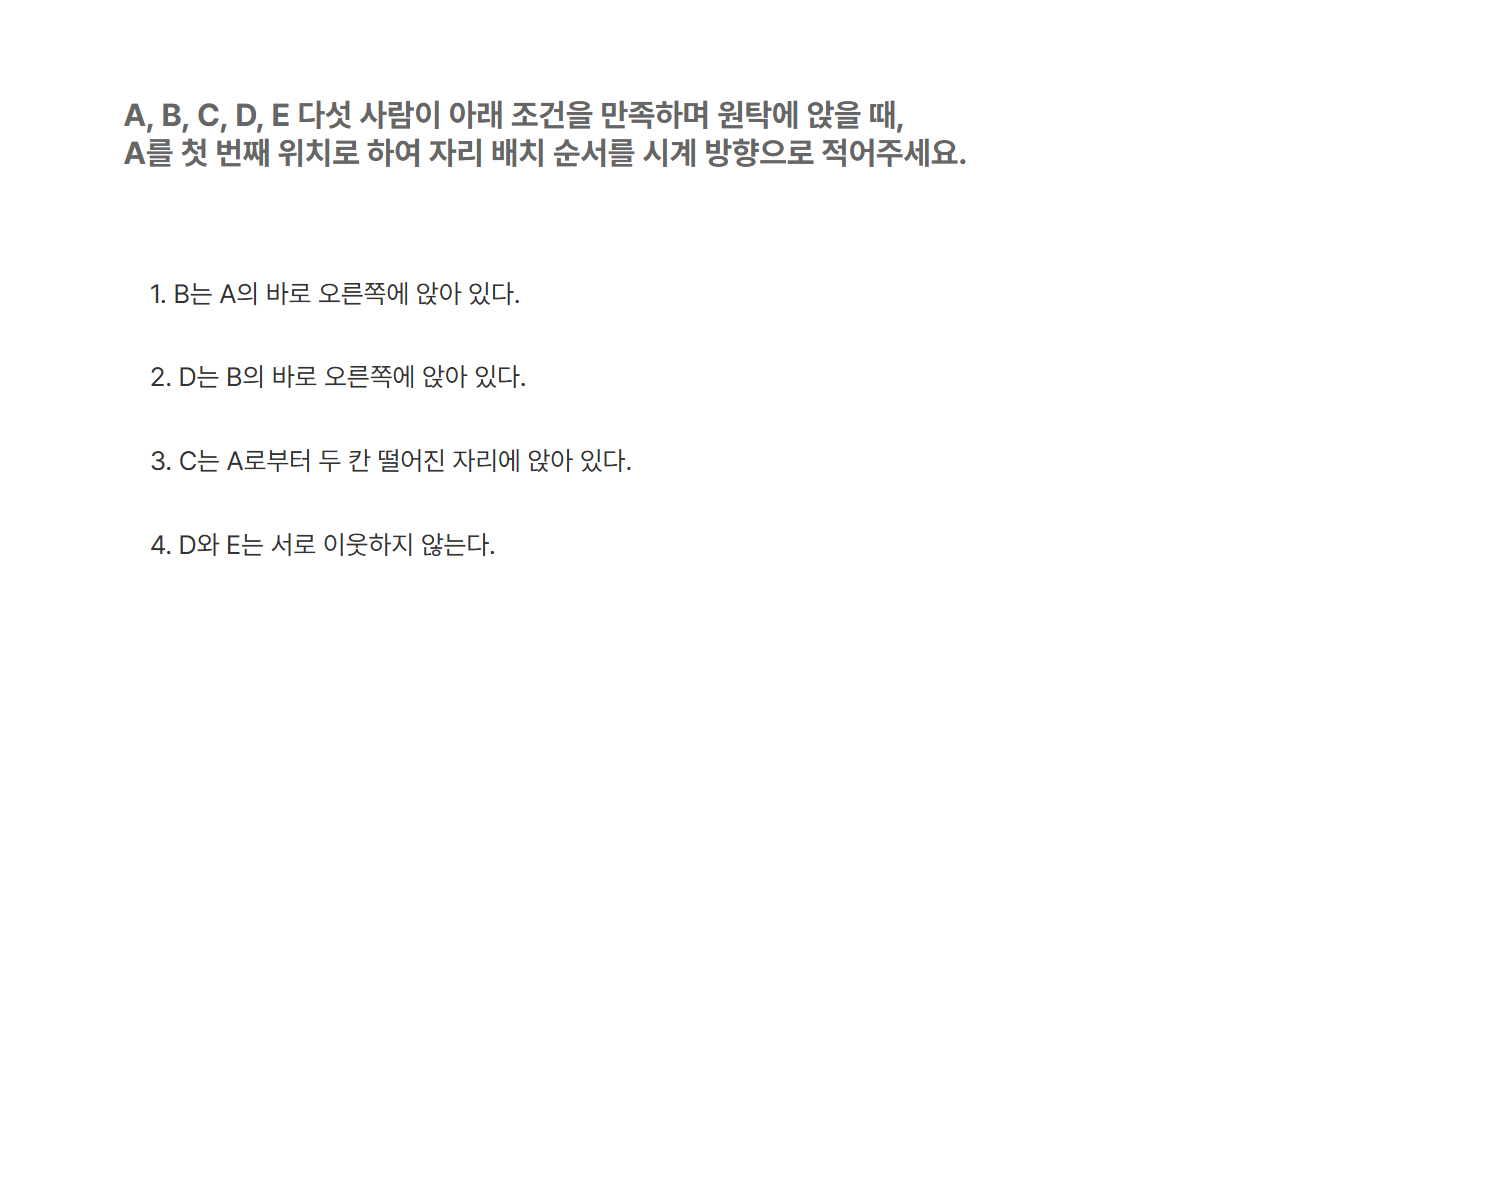 A, B, C, D, E 다섯 사람이 아래 조건을 만족하며 원탁에 앉을 때,
A를 첫 번째 위치로 하여 자리 배치 순서를 시계 방향으로 적어주세요.
1. B는 A의 바로 오른쪽에 앉아 있다.
2. D는 B의 바로 오른쪽에 앉아 있다.
3. C는 A로부터 두 칸 떨어진 자리에 앉아 있다.
4. D와 E는 서로 이웃하지 않는다.